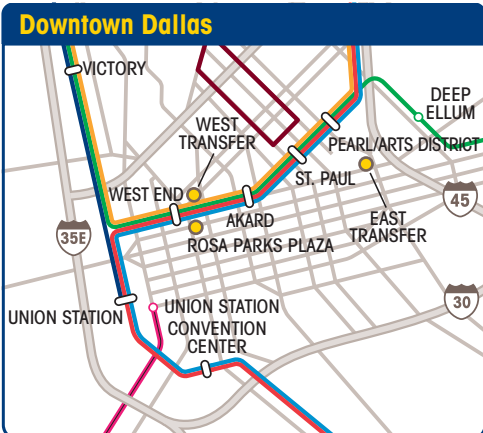 Downtown Dallas
VICTORY
DEEP
ELLUM
WEST
TRANSFER
PEARL/ARTS DISTRICT
ST. PAUL
WEST END
45
AKARD
EAST
TRANSFER
35E
ROSA PARKS PLAZA
30
UNION STATION
UNION STATION
CONVENTION
CENTER